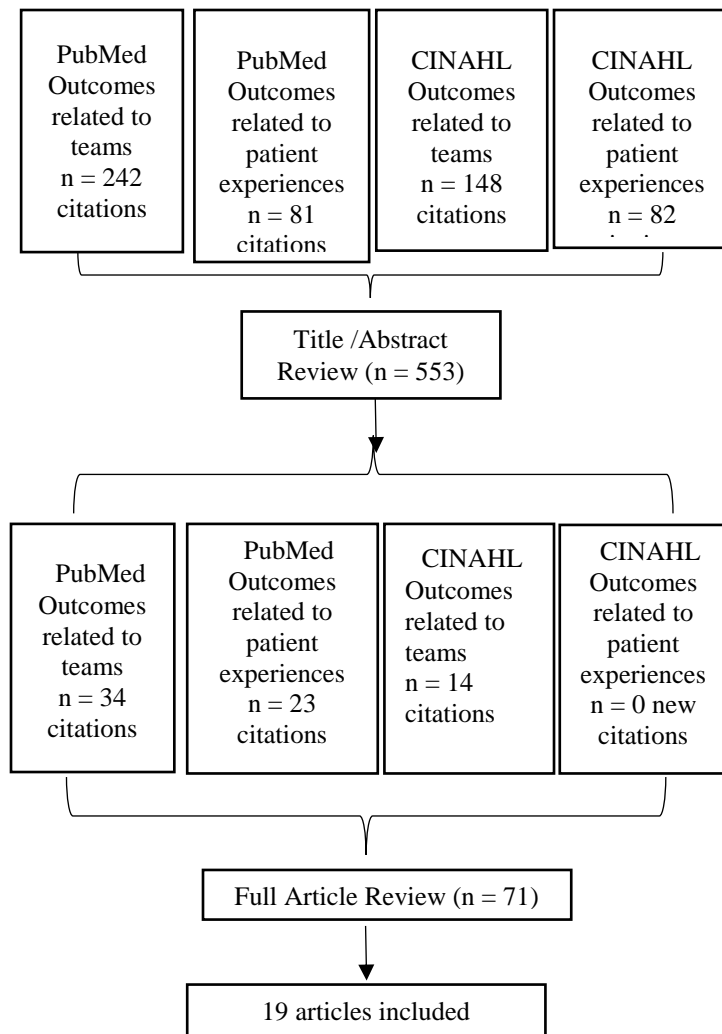 PubMed
Outcomes
related to
teams
n = 242
citations
PubMed
Outcomes
related to
patient
experiences
n = 81
citations
CINAHL
Outcomes
related to
teams
n = 148
citations
CINAHL
Outcomes
related to
patient
experiences
n = 82
Title /Abstract
Review (n = 553)
PubMed
Outcomes
related to
teams
n = 34
citations
PubMed
Outcomes
related to
patient
experiences
n = 23
citations
CINAHL
Outcomes
related to
teams
n = 14
citations
CINAHL
Outcomes
related to
patient
experiences
n = 0 new
citations
Full Article Review (n = 71)
19 articles included